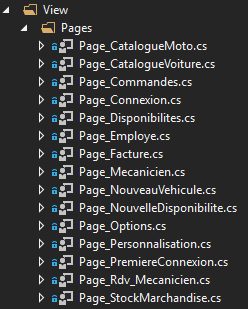 View
Pages
Page_CatalogueMoto.cs
Page_CatalogueVoiture.cs
Page_Commandes.cs
Page_Connexion.cs
Page_Disponibilites.cs
Page_Employe.cs
Page_Facture.cs
Page_Mecanicien.cs
Page_NouveauVehicule.cs
Page_NouvelleDisponibilite.cs
Page_Options.cs
Page_Personnalisation.cs
Page_PremiereConnexion.cs
Page_Rdv_Mecanicien.cs
Page_StockMarchandise.cs